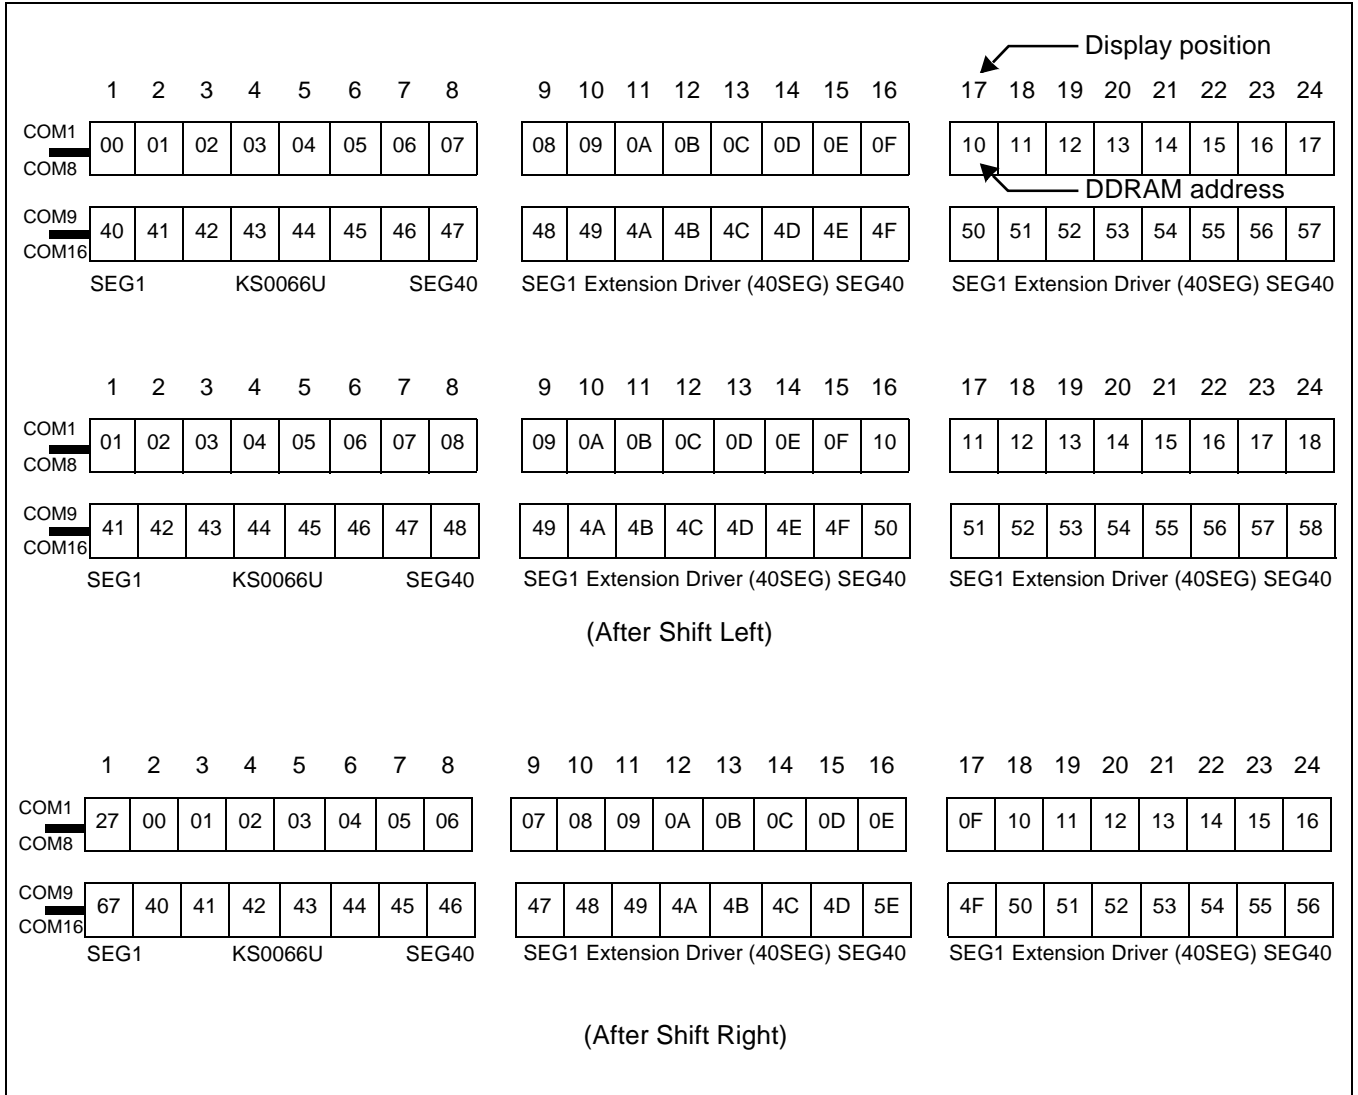 Display position
1 2 3 4 5 6 7 8 9 10 11 12 13 14 15 16 17 18 19 20 21 22 23 24
COM1
00 01 02 03 04 05 06 07 08 09 0A 0B 0C 0D 0E 0F 10 11 12 13 14 15 16 17
COM8
DDRAM address
COM9
40 41 42 43 44 45 46 47 48 49 4A 4B 4C 4D 4E 4F 50 51 52 53 54 55 56 57
COM16
SEG1 KS0066U SEG40 SEG1 Extension Driver (40SEG) SEG40 SEG1 Extension Driver (40SEG) SEG40
1 2 3 4 5 6 7 8 9 10 11 12 13 14 15 16 17 18 19 20 21 22 23 24
COM1
01 02 03 04 05 06 07 08 09 0A 0B 0C 0D 0E 0F 10 11 12 13 14 15 16 17 18
COM8
COM9
41 42 43 44 45 46 47 48 49 4A 4B 4C 4D 4E 4F 50 51 52 53 54 55 56 57 58
COM16
SEG1 KS0066U SEG40 SEG1 Extension Driver (40SEG) SEG40 SEG1 Extension Driver (40SEG) SEG40
(After Shift Left)
1 2 3 4 5 6 7 8 9 10 11 12 13 14 15 16 17 18 19 20 21 22 23 24
COM1
27 00 01 02 03 04 05 06 07 08 09 0A 0B 0C 0D 0E 0F 10 11 12 13 14 15 16
COM8
COM9
67 40 41 42 43 44 45 46 47 48 49 4A 4B 4C 4D 5E 4F 50 51 52 53 54 55 56
COM16
SEG1 KS0066U SEG40 SEG1 Extension Driver (40SEG) SEG40 SEG1 Extension Driver (40SEG) SEG40
(After Shift Right)